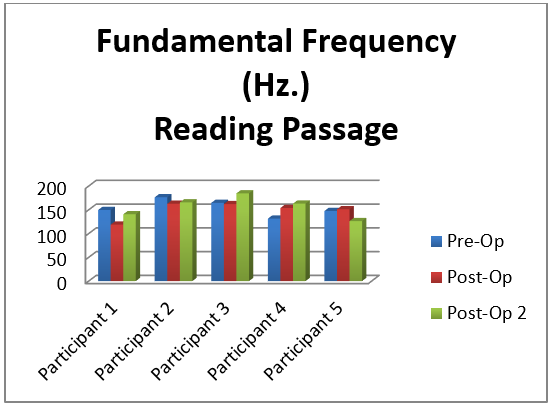 Fundamental Frequency
(Hz.)
Reading Passage
200
150
100
50
0
Participant 1
Participant 2
Participant 3
Participant 4
Participant 5
Pre-Op
Post-Op
Post-Op 2